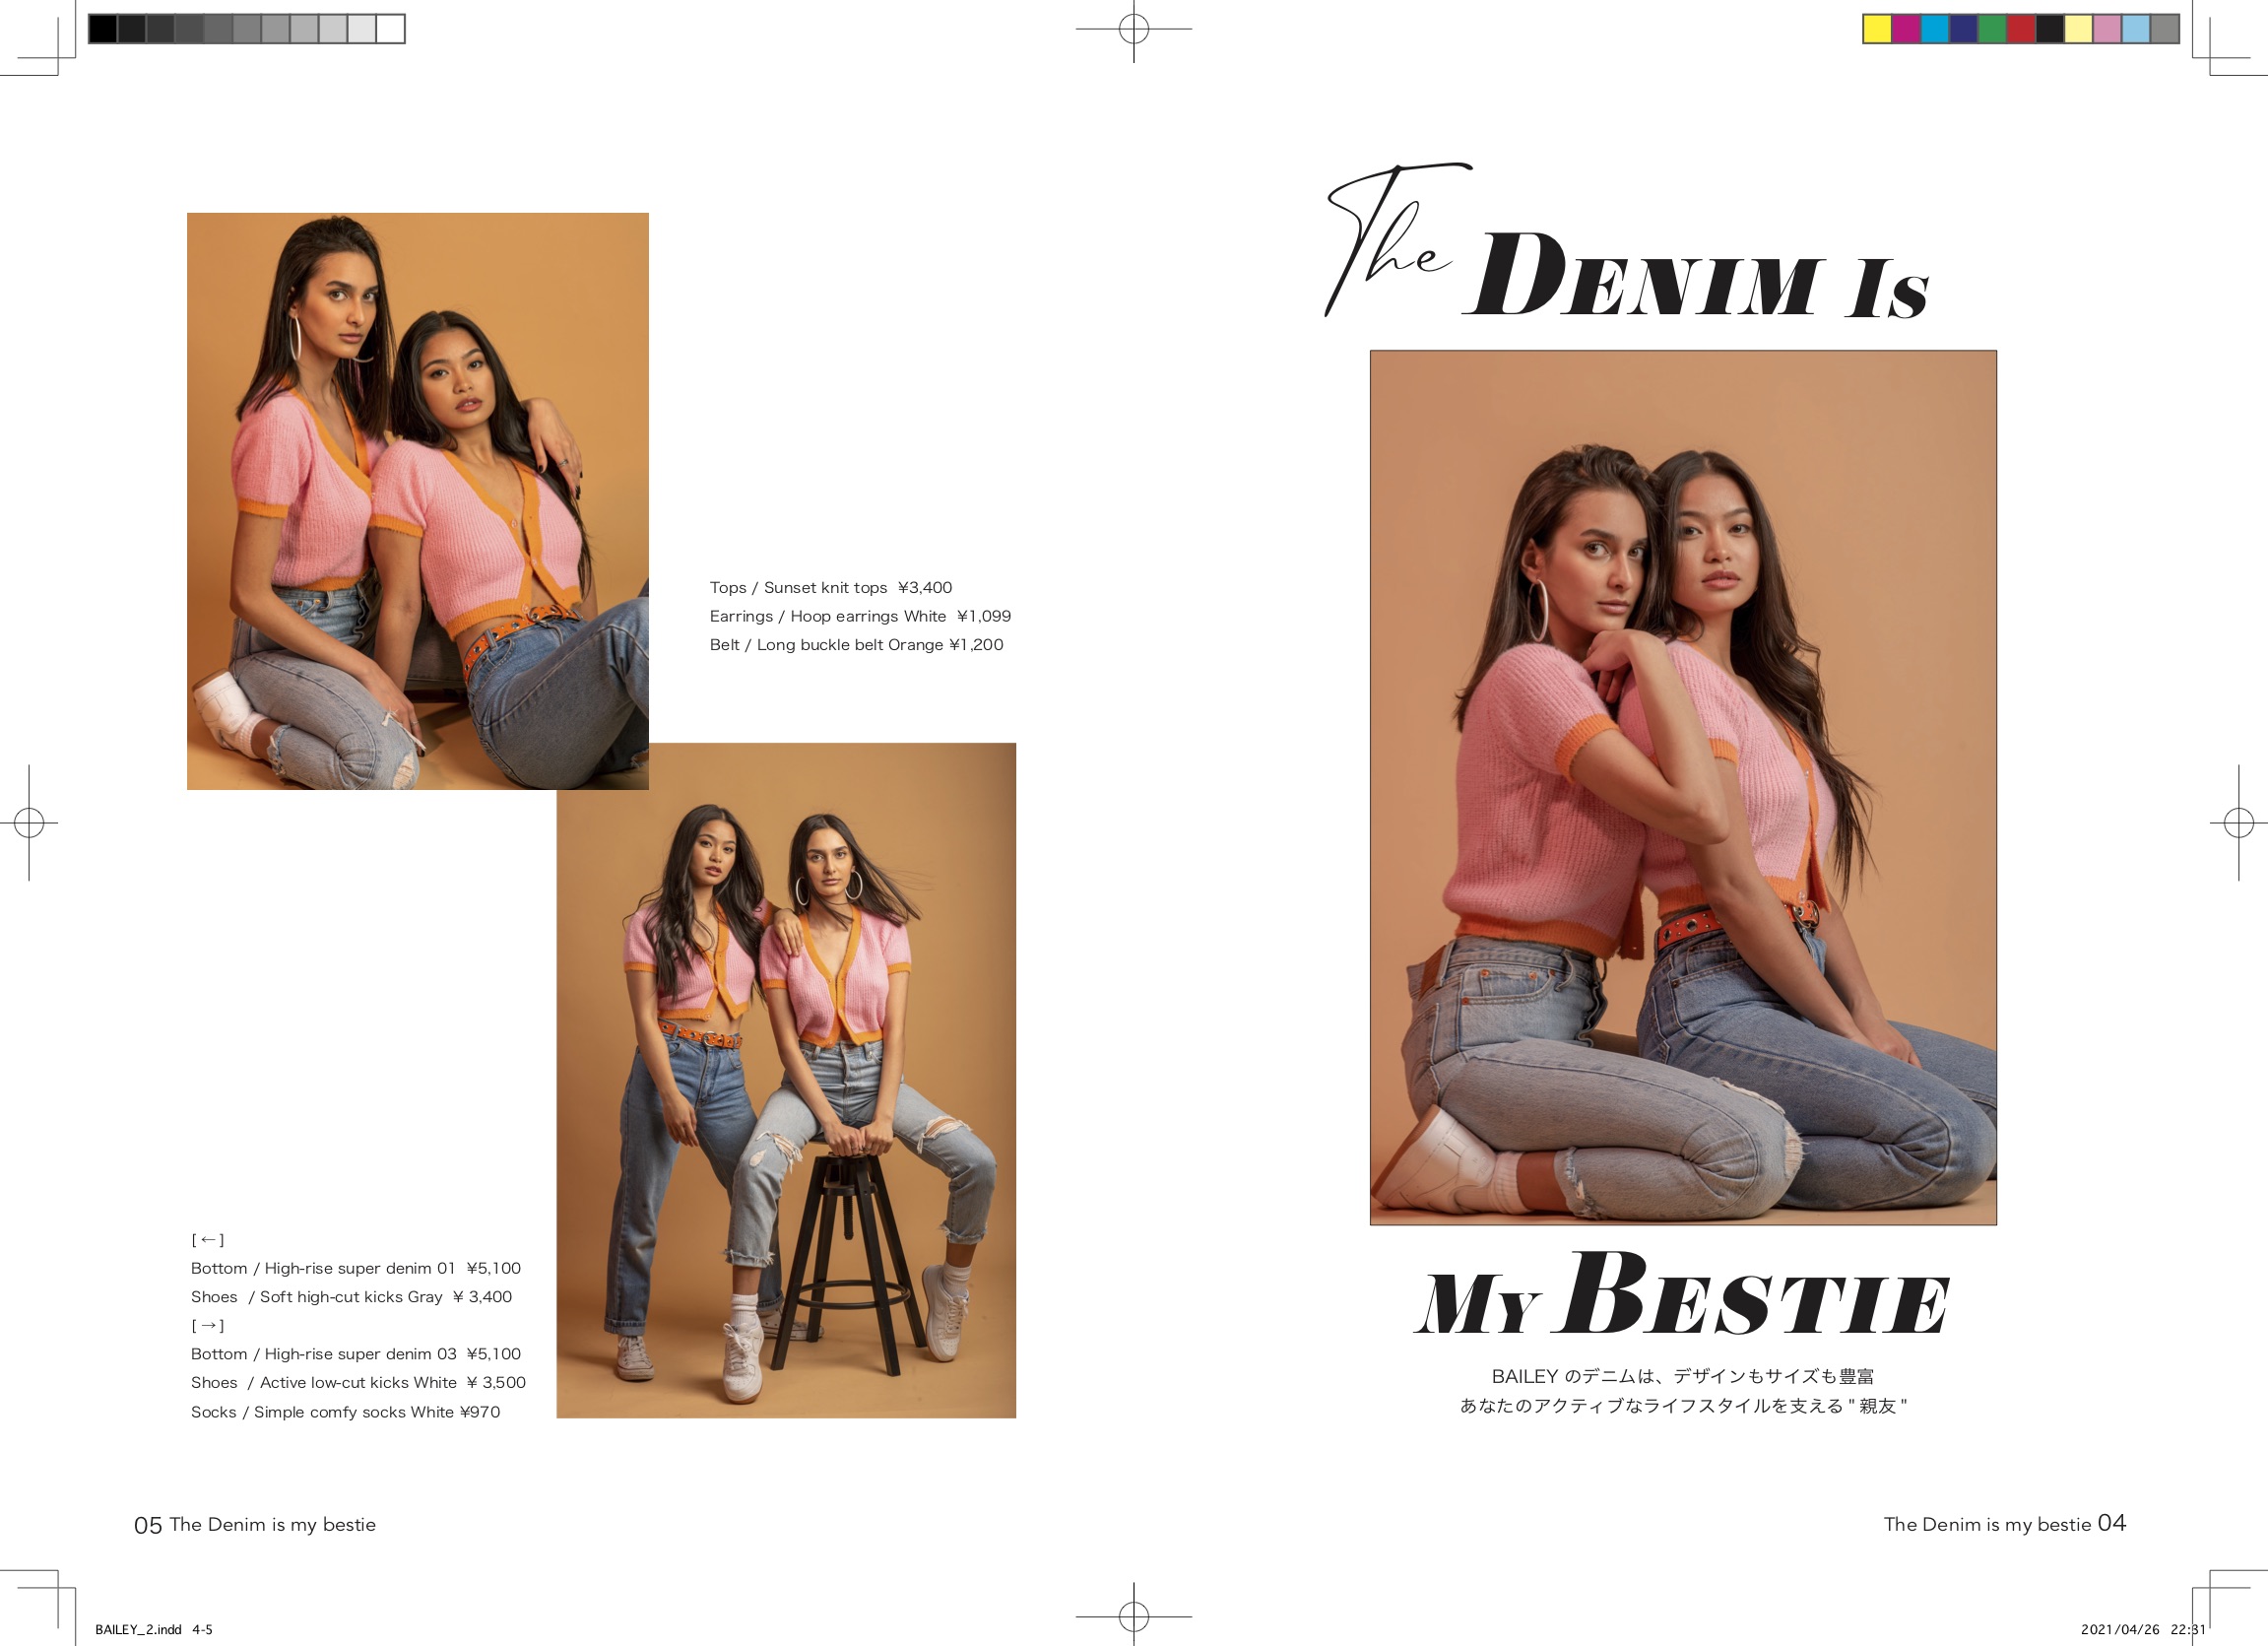 The DENIM IS
MY BESTIE
BAILEY のデニムは、デザインもサイズも豊富
あなたのアクティブなライフスタイルを支える " 親友 "
The Denim is my bestie 04
Tops / Sunset knit tops ¥3,400
Earrings / Hoop earrings White ¥1,099
Belt / Long buckle belt Orange ¥1,200
[ ← ]
Bottom / High-rise super denim 01 ¥5,100
Shoes / Soft high-cut kicks Gray ¥ 3,400
[ → ]
Bottom / High-rise super denim 03 ¥5,100
Shoes / Active low-cut kicks White ¥ 3,500
Socks / Simple comfy socks White ¥970
05 The Denim is my bestie
BAILEY_2.indd 4-5
2021/04/26 22:31